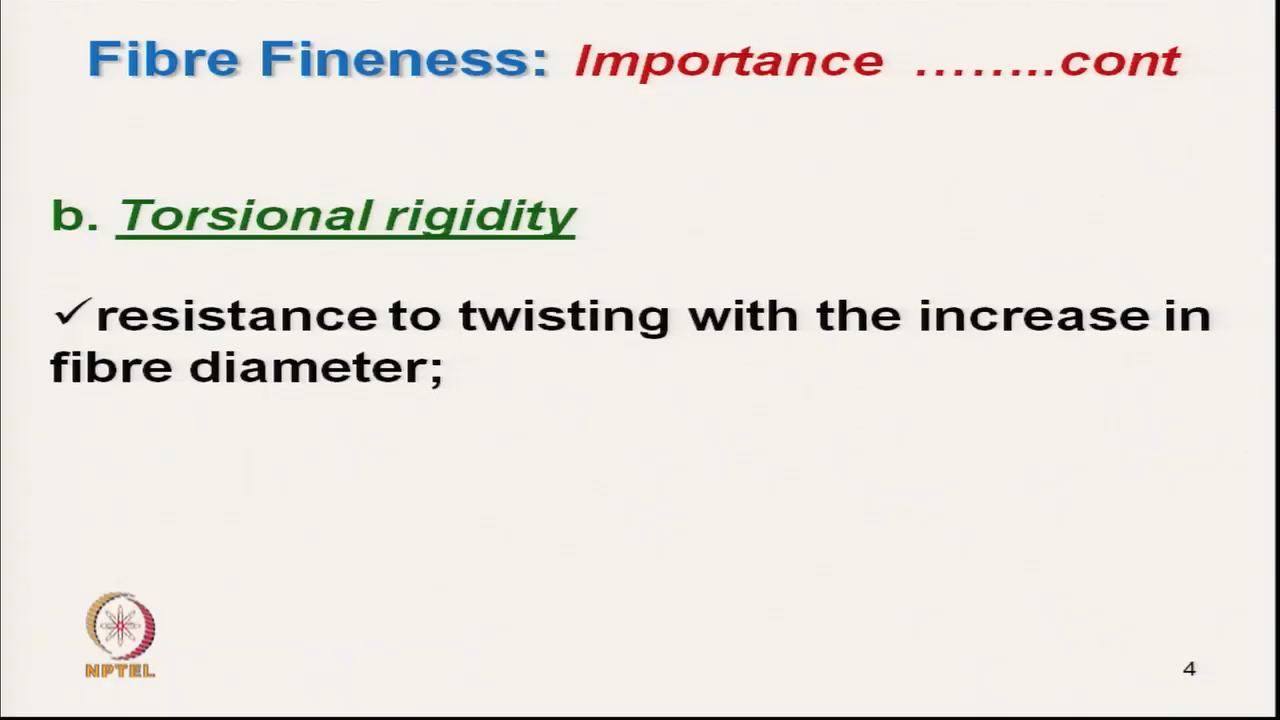 Fibre Fineness: Importance ……..cont
b. Torsional rigidity
✓resistance to twisting with the increase in
fibre diameter;
NPTEL
4